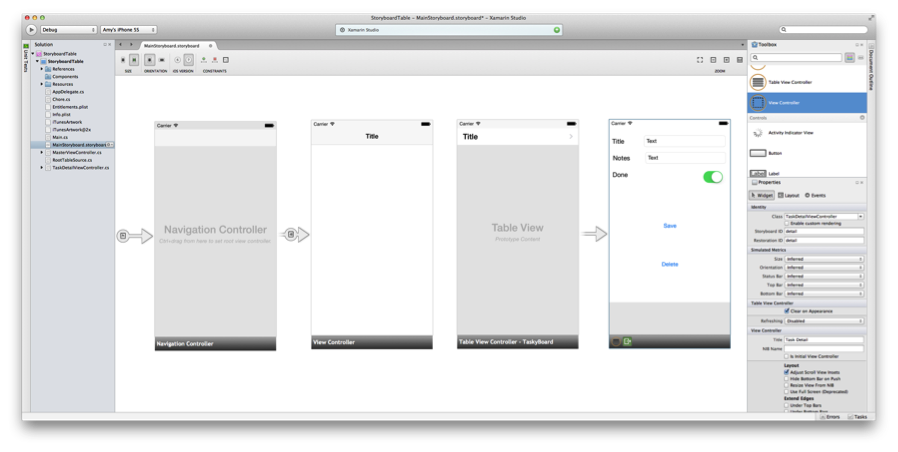 StoryboardTable – MainStoryboard.storyboard* – Xamarin Studio
Debug
Amy's iPhone 5S
Xamarin Studio
Unit Tests
Solution
StoryboardTable
StoryboardTable
References
Components
Resources
AppDelegate.cs
Chore.cs
Entitlements.plist
Info.plist
iTunesArtwork
iTunesArtwork@2x
Main.cs
MainStoryboard.storyboard
MasterViewController.cs
RootTableSource.cs
TaskDetailViewController.cs
MainStoryboard.storyboard
SIZE
ORIENTATION
iOS VERSION
CONSTRAINTS
ZOOM
Carrier
Navigation Controller
Ctrl-drag from here to set root view controller
Navigation Controller
Carrier
Title
View Controller
Carrier
Title
Table View
Prototype Content
Table View Controller - TaskyBoard
Carrier
Title
Text
Notes
Text
Done
Save
Delete
Toolbox
Table View Controller
View Controller
Controls
Activity Indicator View
Button
Label
Label
Properties
Widget
Layout
Events
Identity
Class
TaskDetailViewController
Enable custom rendering
Storyboard ID
detail
Restoration ID
detail
Simulated Metrics
Size
Inferred
Orientation
Inferred
Status Bar
Inferred
Top Bar
Inferred
Bottom Bar
Inferred
Table View Controller
Clear on Appearance
Refreshing
Disabled
View Controller
Title
Task Detail
NIB Name
Is Initial View Controller
Layout
Adjust Scroll View Insets
Hide Bottom Bar on Push
Resize View From NIB
Use Full Screen (Deprecated)
Extend Edges
Under Top Bars
Under Bottom Bars
Document Outline
Errors
Tasks